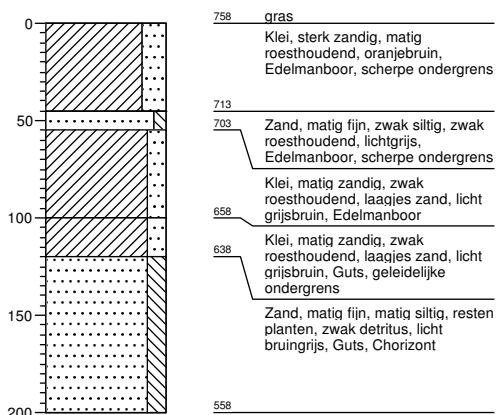 0
50
100
150
200
758
gras
Klei, sterk zandig, matig
roesthoudend, oranjebruin,
Edelmanboor, scherpe ondergrens
713
703
Zand, matig fijn, zwak siltig, zwak
roesthoudend, lichtgrijs,
Edelmanboor, scherpe ondergrens
Klei, matig zandig, zwak
roesthoudend, laagjes zand, licht
grijsbruin, Edelmanboor
658
Klei, matig zandig, zwak
roesthoudend, laagjes zand, licht
grijsbruin, Guts, geleidelijke
ondergrens
638
Zand, matig fijn, matig siltig, resten
planten, zwak detritus, licht
bruingrijs, Guts, Chorizont
558